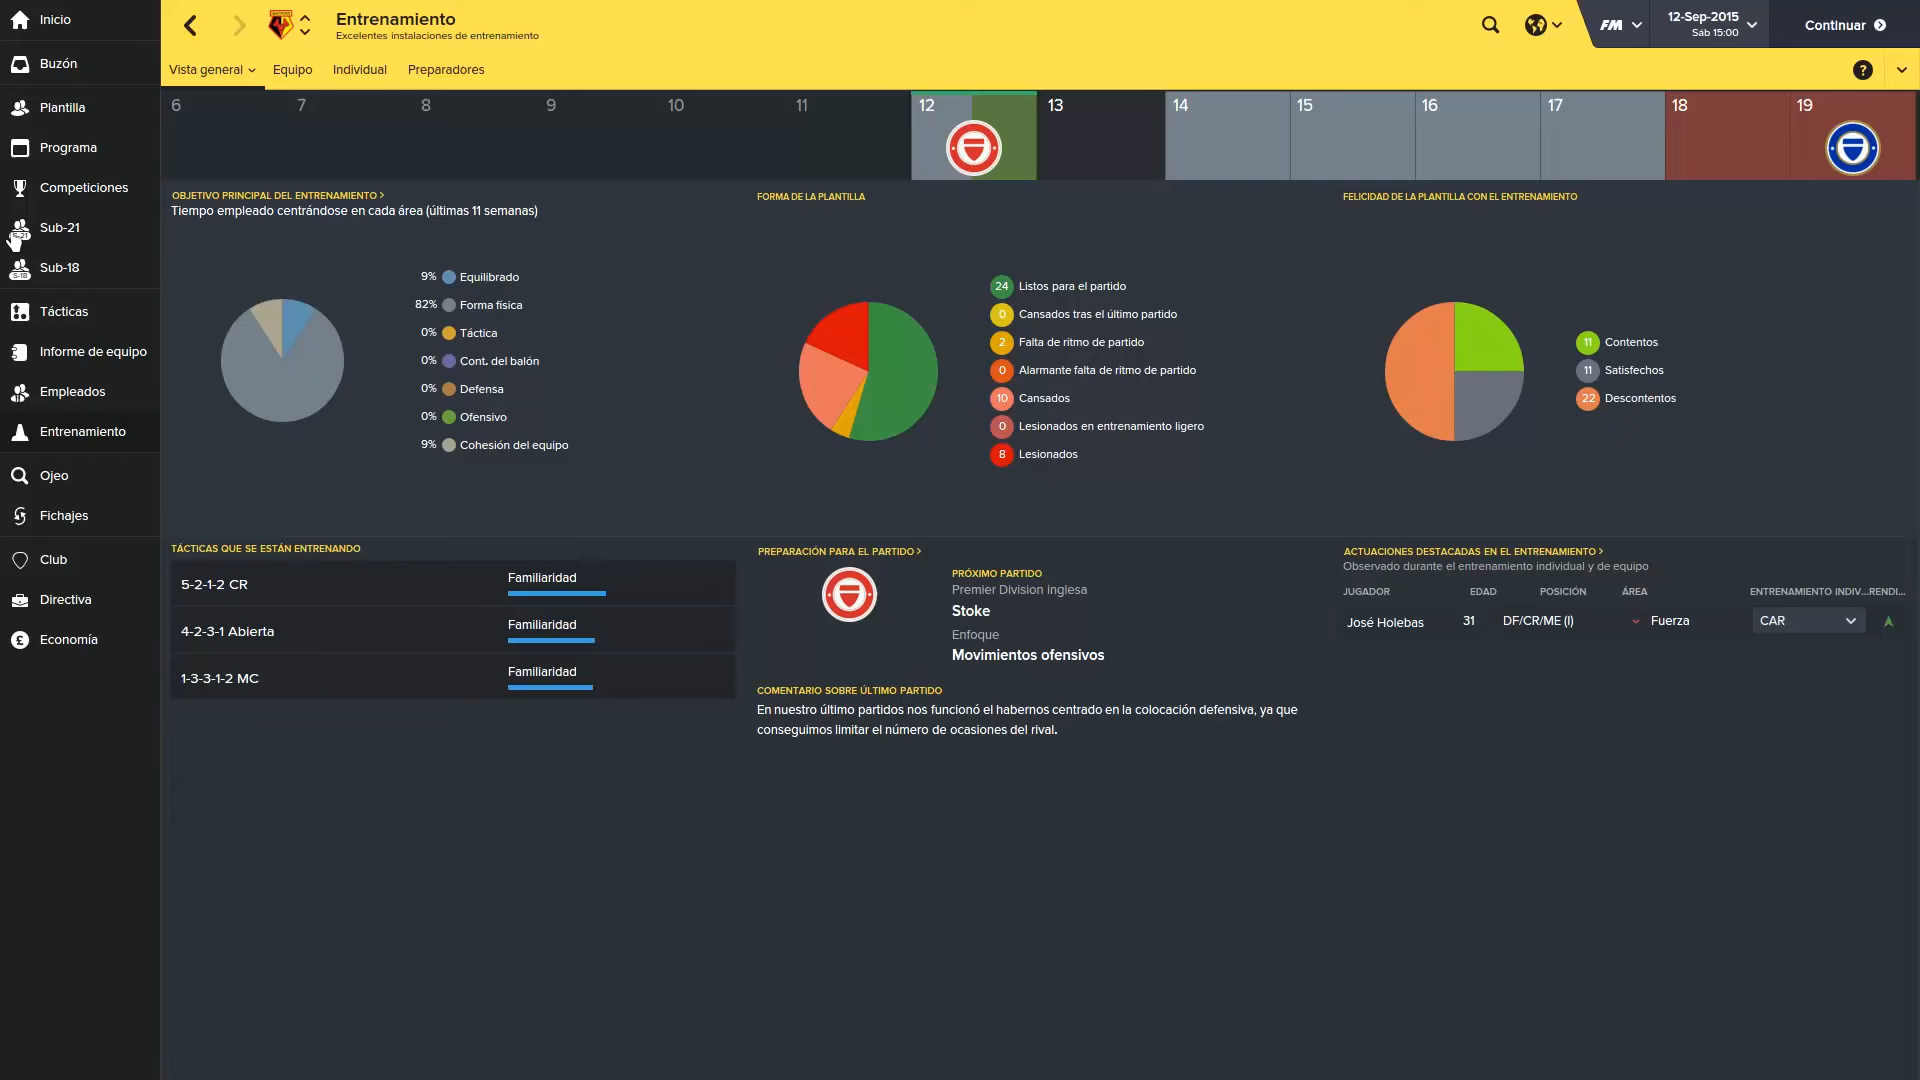 Inicio
Buzón
Plantilla
Programa
Competiciones
Sub-21
Sub-18
Tácticas
Informe de equipo
Empleados
Entrenamiento
Ojeo
Fichajes
Club
Directiva
Economía
Entrenamiento
Excelentes instalaciones de entrenamiento
FM
12-Sep-2015
Sáb 15:00
Continuar
Vista general Equipo Individual Preparadores
?
6 7 8 9 10 11 12 13 14 15 16 17 18 19
OBJETIVO PRINCIPAL DEL ENTRENAMIENTO >
Tiempo empleado centrándose en cada área (últimas 11 semanas)
9% Equilibrado
82% Forma física
0% Táctica
0% Cont. del balón
0% Defensa
0% Ofensivo
9% Cohesión del equipo
FORMA DE LA PLANTILLA
24 Listos para el partido
0 Cansados tras el último partido
2 Falta de ritmo de partido
0 Alarmante falta de ritmo de partido
10 Cansados
0 Lesionados en entrenamiento ligero
8 Lesionados
FELICIDAD DE LA PLANTILLA CON EL ENTRENAMIENTO
11 Contentos
11 Satisfechos
22 Descontentos
TÁCTICAS QUE SE ESTÁN ENTRENANDO
5-2-1-2 CR Familiaridad
4-2-3-1 Abierta Familiaridad
1-3-3-1-2 MC Familiaridad
PREPARACIÓN PARA EL PARTIDO >
PRÓXIMO PARTIDO
Premier Division inglesa
Stoke
Enfoque
Movimientos ofensivos
COMENTARIO SOBRE ÚLTIMO PARTIDO
En nuestro último partidos nos funcionó el habernos centrado en la colocación defensiva, ya que
conseguimos limitar el número de ocasiones del rival.
ACTUACIONES DESTACADAS EN EL ENTRENAMIENTO >
Observado durante el entrenamiento individual y de equipo
JUGADOR EDAD POSICIÓN ÁREA ENTRENAMIENTO INDIV... RENDI...
José Holebas 31 DF/CR/ME (I) Fuerza CAR